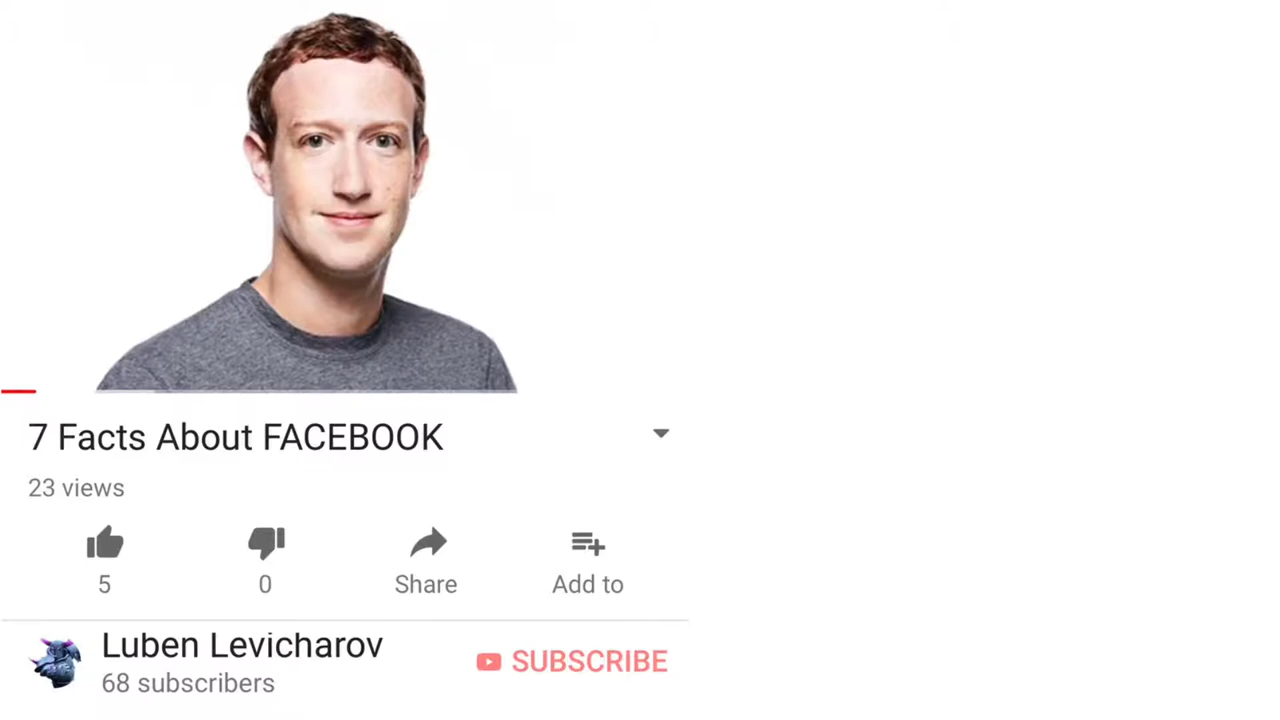 7 Facts About FACEBOOK
23 views
5 0 Share Add to
Luben Levicharov
68 subscribers
SUBSCRIBE